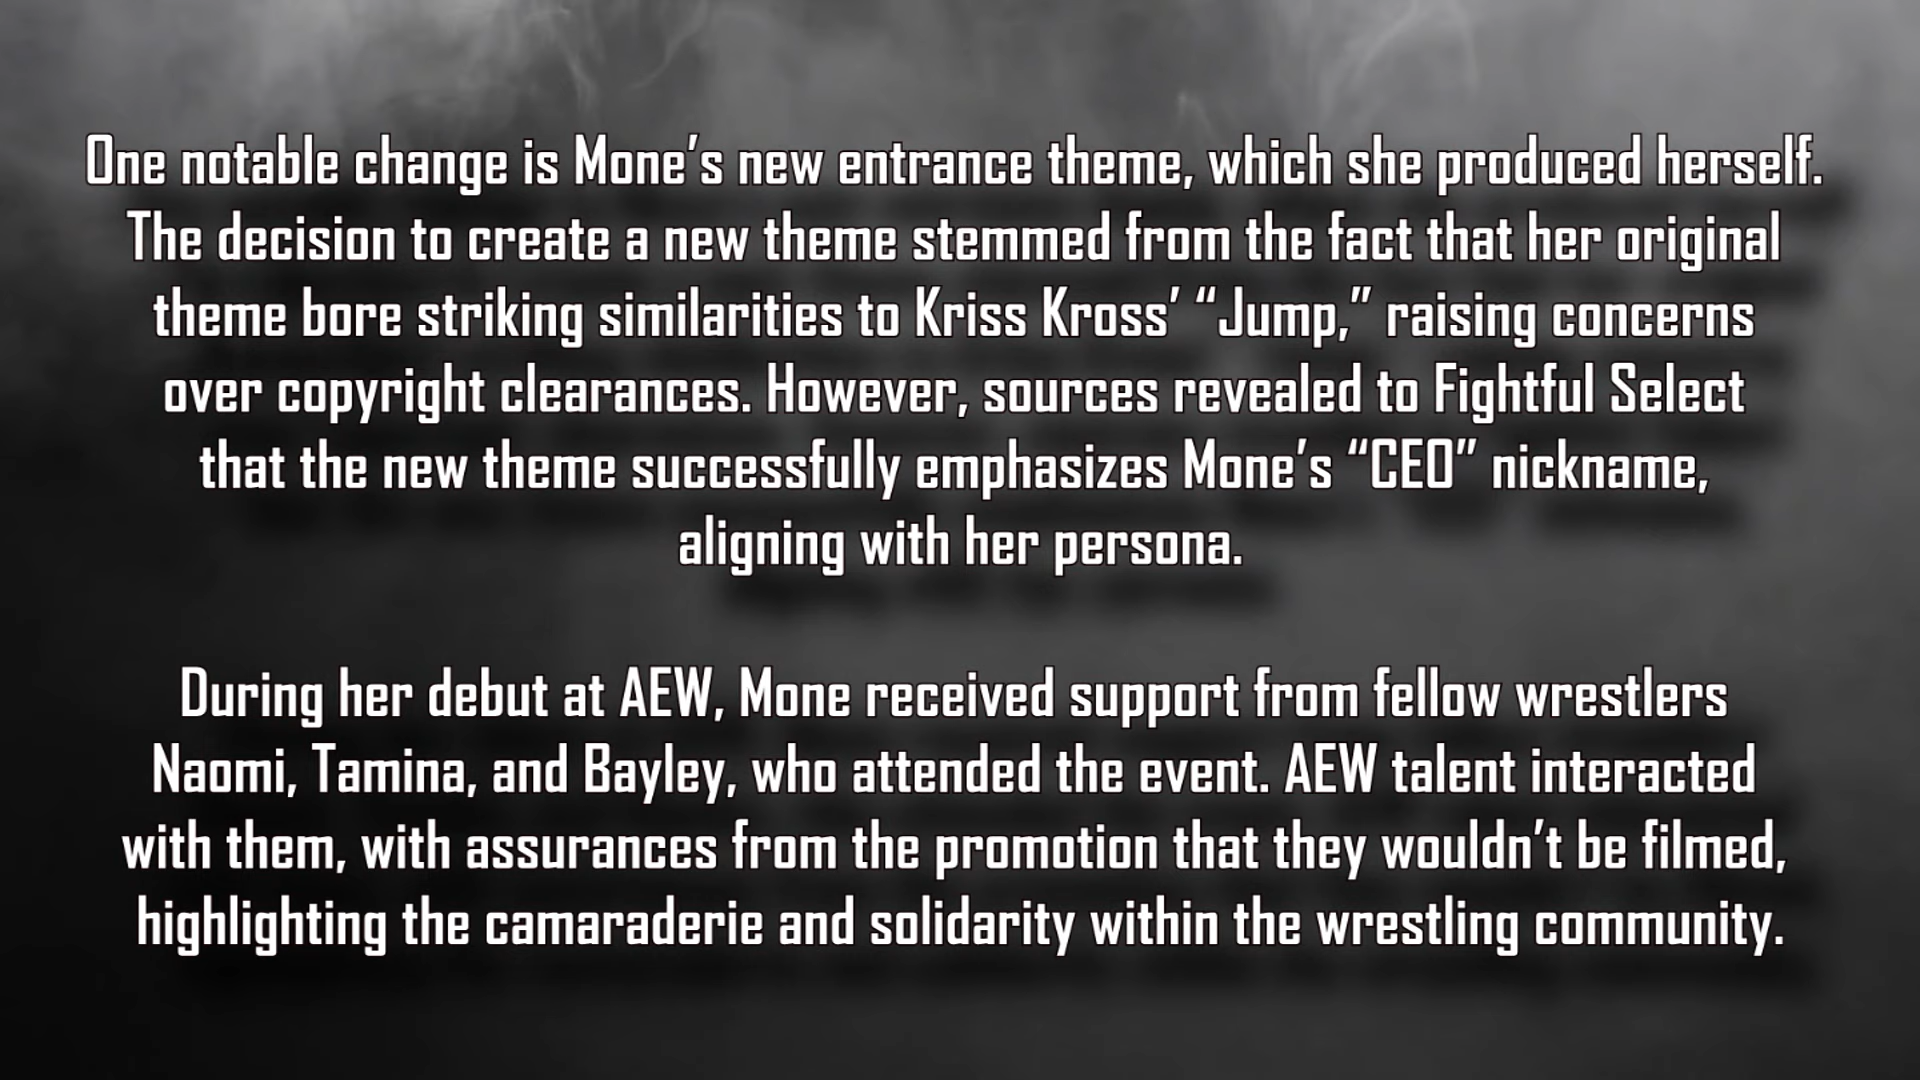 One notable change is Mone’s new entrance theme, which she produced herself.
The decision to create a new theme stemmed from the fact that her original
theme bore striking similarities to Kriss Kross’ “Jump,” raising concerns
over copyright clearances. However, sources revealed to Fightful Select
that the new theme successfully emphasizes Mone’s “CEO” nickname,
aligning with her persona.
During her debut at AEW, Mone received support from fellow wrestlers
Naomi, Tamina, and Bayley, who attended the event. AEW talent interacted
with them, with assurances from the promotion that they wouldn’t be filmed,
highlighting the camaraderie and solidarity within the wrestling community.